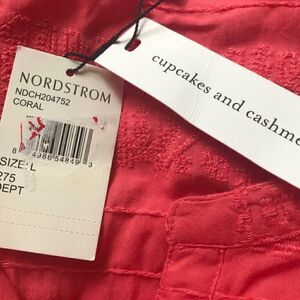 NORDSTROM
NDCH204752
CORAL
SIZE: L
275
DEPT
cupcakes and cashme